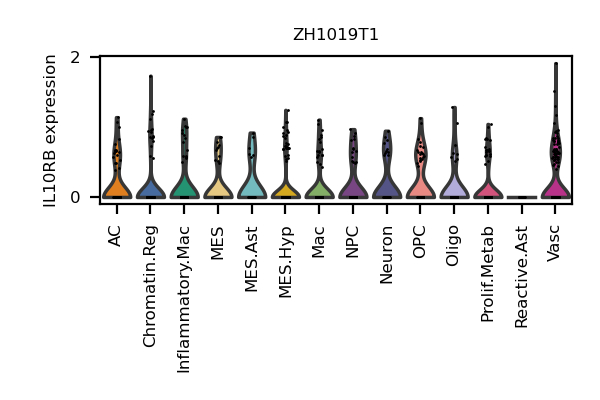 ZH1019T1
IL10RB expression
2
0
AC
Chromatin.Reg
Inflammatory.Mac
MES
MES.Ast
MES.Hyp
Mac
NPC
Neuron
OPC
Oligo
Prolif.Metab
Reactive.Ast
Vasc